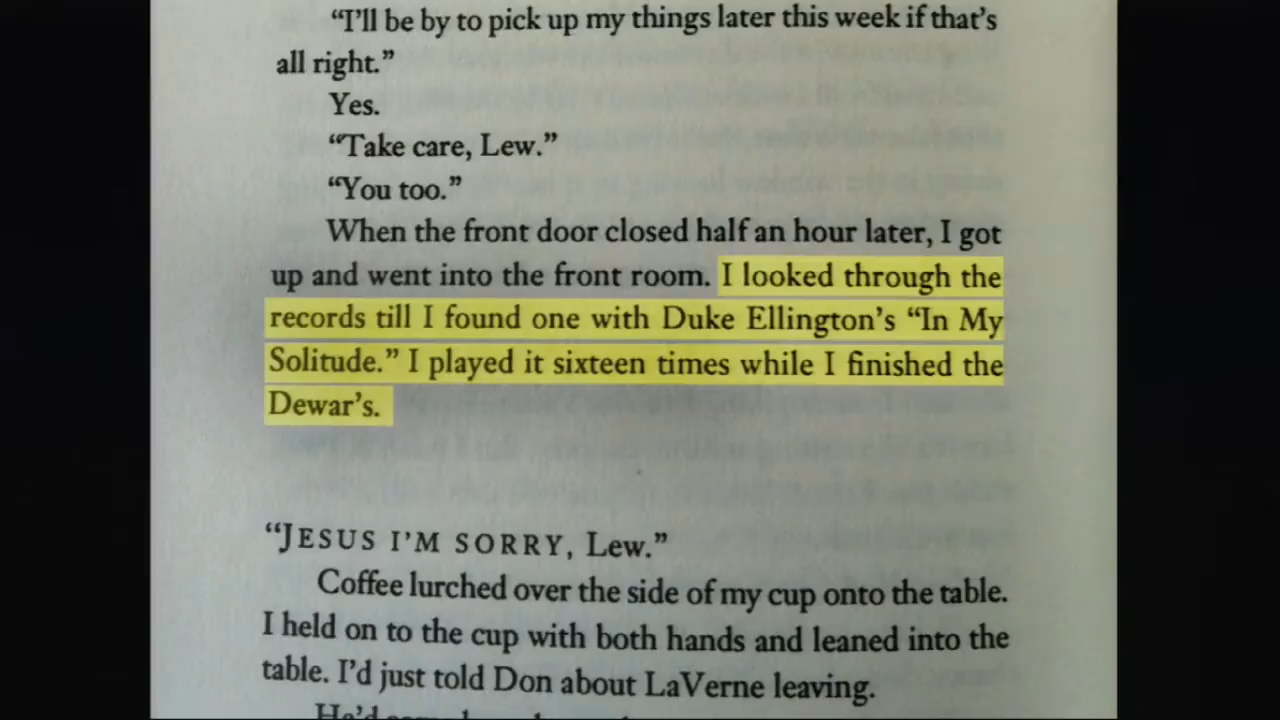 “I’ll be by to pick up my things later this week if that’s
all right.”
Yes.
“Take care, Lew.”
“You too.”
When the front door closed half an hour later, I got
up and went into the front room. I looked through the
records till I found one with Duke Ellington’s “In My
Solitude.” I played it sixteen times while I finished the
Dewar’s.
“JESUS I’M SORRY, Lew.”
Coffee lurched over the side of my cup onto the table.
I held on to the cup with both hands and leaned into the
table. I’d just told Don about LaVerne leaving.
He’d